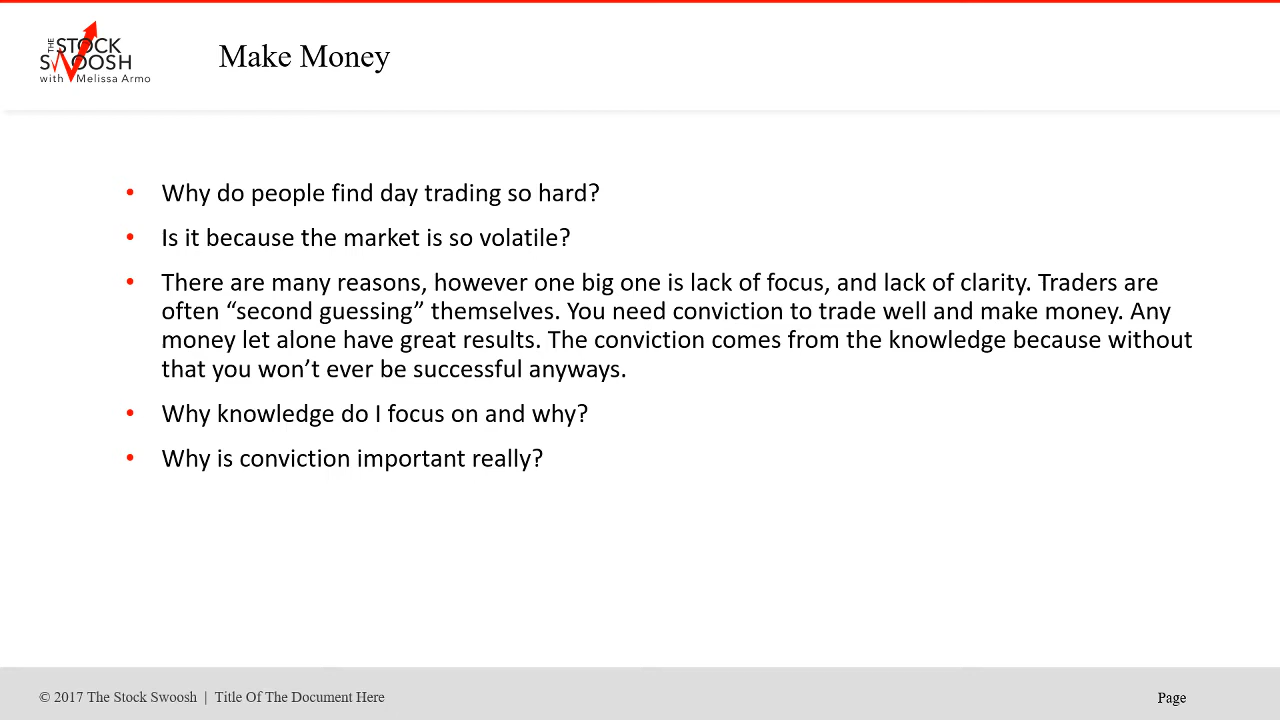 THE STOCK
SWOOSH
with Melissa Armo
Make Money
• Why do people find day trading so hard?
• Is it because the market is so volatile?
• There are many reasons, however one big one is lack of focus, and lack of clarity. Traders are
often “second guessing” themselves. You need conviction to trade well and make money. Any
money let alone have great results. The conviction comes from the knowledge because without
that you won’t ever be successful anyways.
• Why knowledge do I focus on and why?
• Why is conviction important really?
© 2017 The Stock Swoosh | Title Of The Document Here
Page